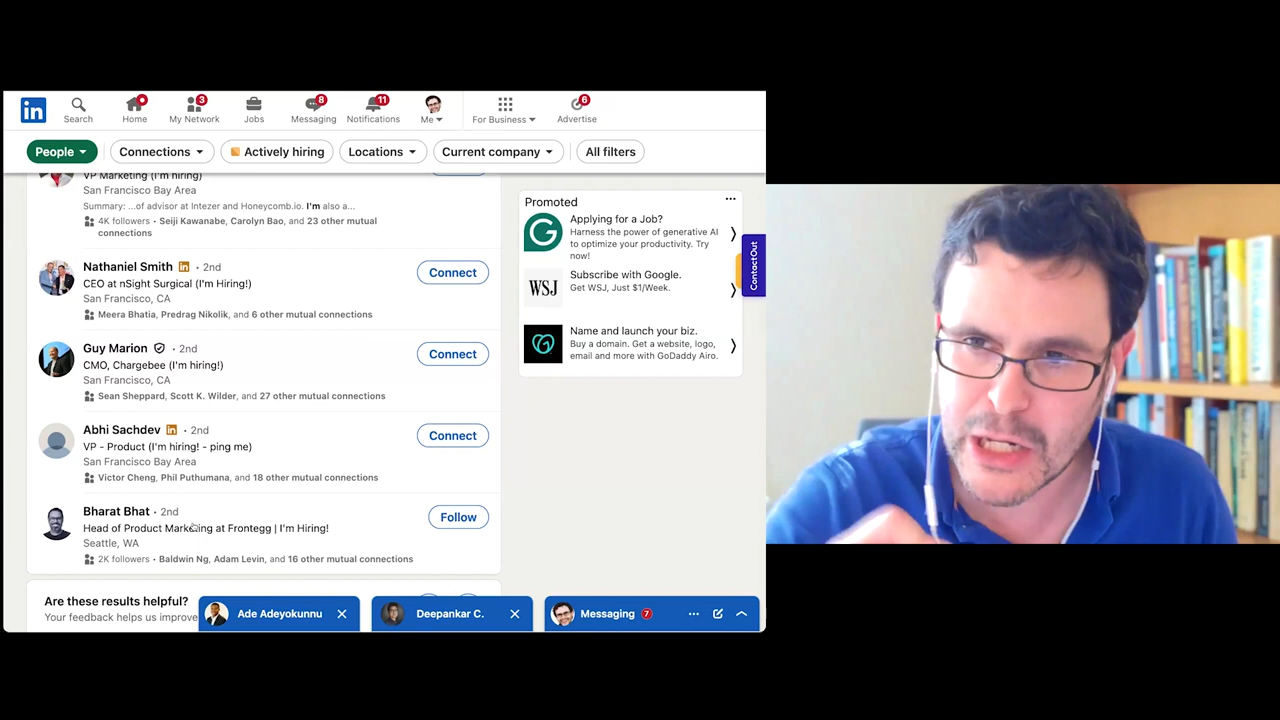 in
Search
Home
My Network
3
Jobs
Messaging
8
Notifications
11
Me
For Business
Advertise
6
People
Connections
Actively hiring
Locations
Current company
All filters
VP Marketing (I'm hiring)
San Francisco Bay Area
Summary: ...of advisor at Intezer and Honeycomb.io. I'm also a...
4K followers • Seiji Kawanabe, Carolyn Bao, and 23 other mutual
connections
Nathaniel Smith in • 2nd
Connect
CEO at nSight Surgical (I'm Hiring!)
San Francisco, CA
Meera Bhatia, Predrag Nikolik, and 6 other mutual connections
Guy Marion • 2nd
Connect
CMO, Chargebee (I'm hiring!)
San Francisco, CA
Sean Sheppard, Scott K. Wilder, and 27 other mutual connections
Abhi Sachdev in • 2nd
Connect
VP - Product (I'm hiring! - ping me)
San Francisco Bay Area
Victor Cheng, Phil Puthumana, and 18 other mutual connections
Bharat Bhat • 2nd
Follow
Head of Product Marketing at Frontegg | I'm Hiring!
Seattle, WA
2K followers • Baldwin Ng, Adam Levin, and 16 other mutual connections
Are these results helpful?
Your feedback helps us improve
Promoted
Applying for a Job?
Harness the power of generative AI
to optimize your productivity. Try
now!
WSJ
Subscribe with Google.
Get WSJ, Just $1/Week.
Name and launch your biz.
Buy a domain. Get a website, logo,
email and more with GoDaddy Airo.
ContactOut
Ade Adeyokunnu
Deepankar C.
Messaging 7